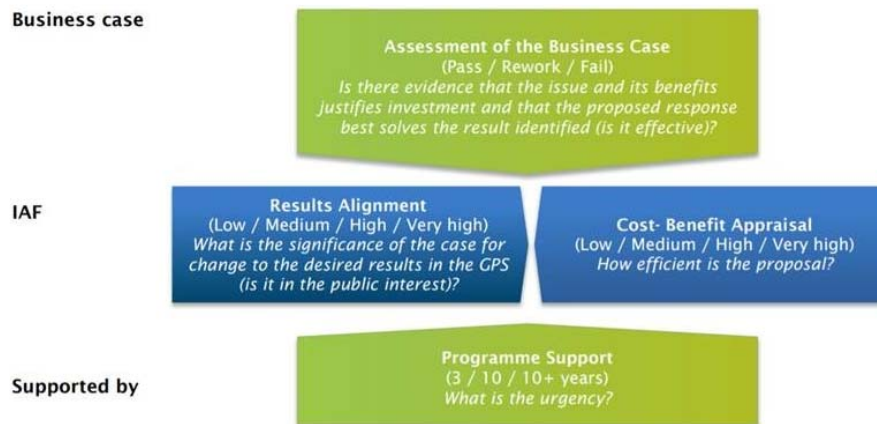 Business case
Assessment of the Business Case
(Pass / Rework / Fail)
Is there evidence that the issue and its benefits
justifies investment and that the proposed response
best solves the result identified (is it effective)?
IAF
Results Alignment
(Low / Medium / High / Very high)
What is the significance of the case for
change to the desired results in the GPS
(is it in the public interest)?
Cost- Benefit Appraisal
(Low / Medium / High / Very high)
How efficient is the proposal?
Supported by
Programme Support
(3 / 10 / 10+ years)
What is the urgency?